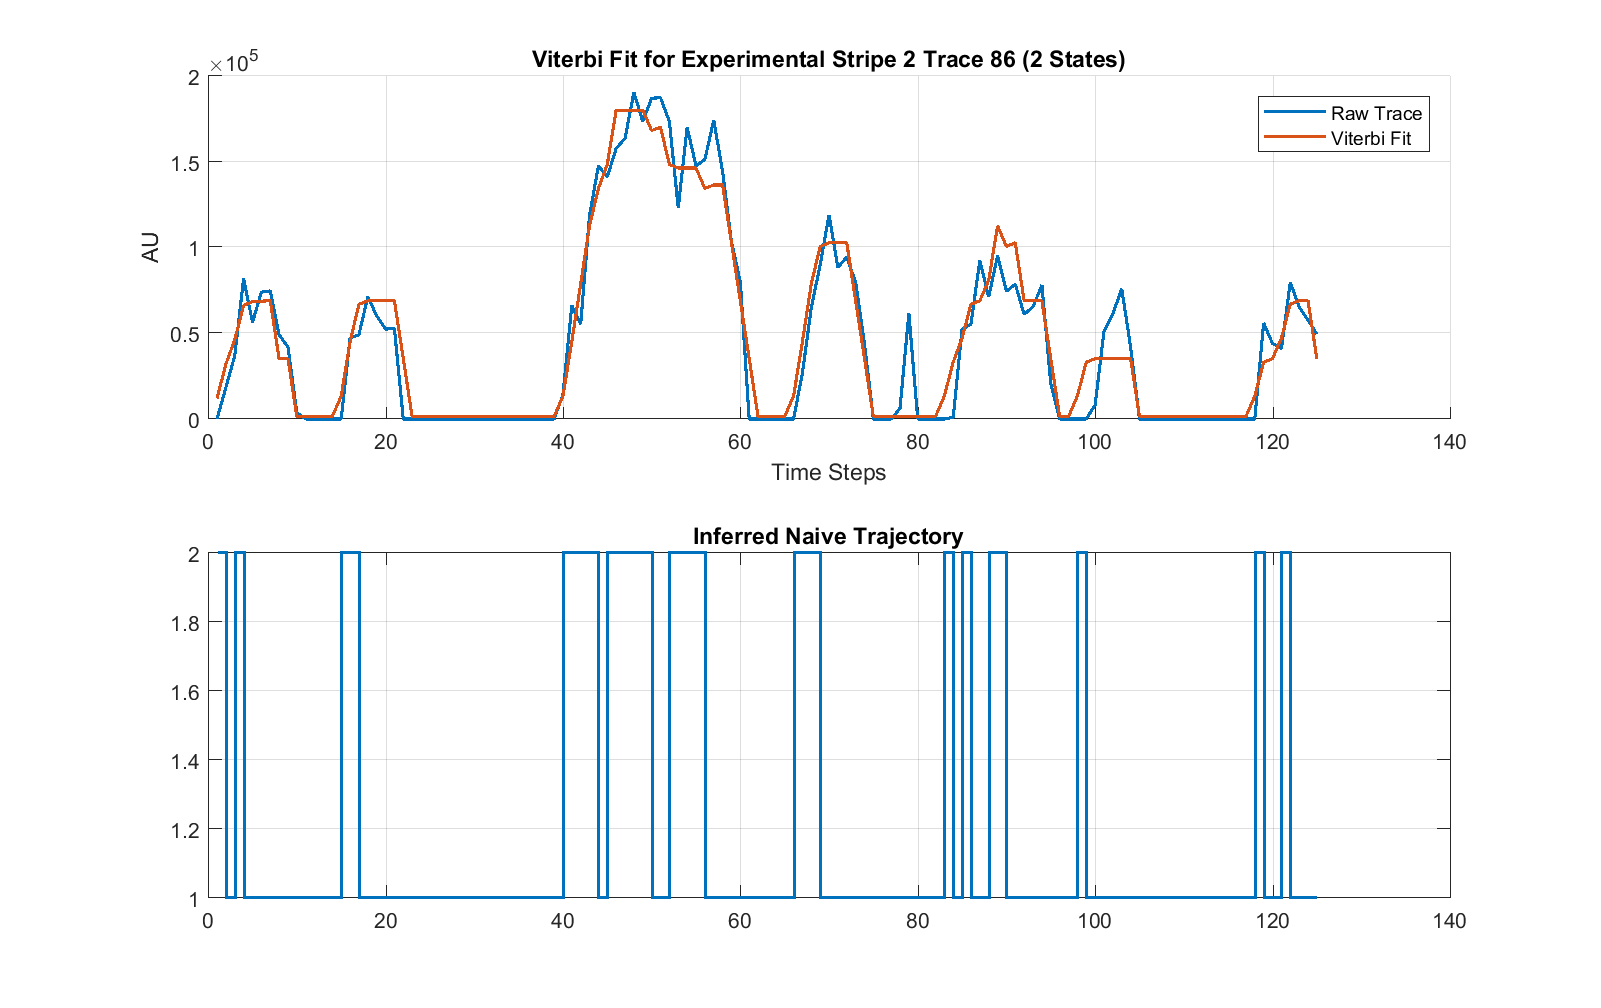 Viterbi Fit for Experimental Stripe 2 Trace 86 (2 States)
×10^5
2
1.5
1
0.5
0
AU
Raw Trace
Viterbi Fit
0 20 40 60 80 100 120 140
Time Steps
Inferred Naive Trajectory
2
1.8
1.6
1.4
1.2
1
0 20 40 60 80 100 120 140